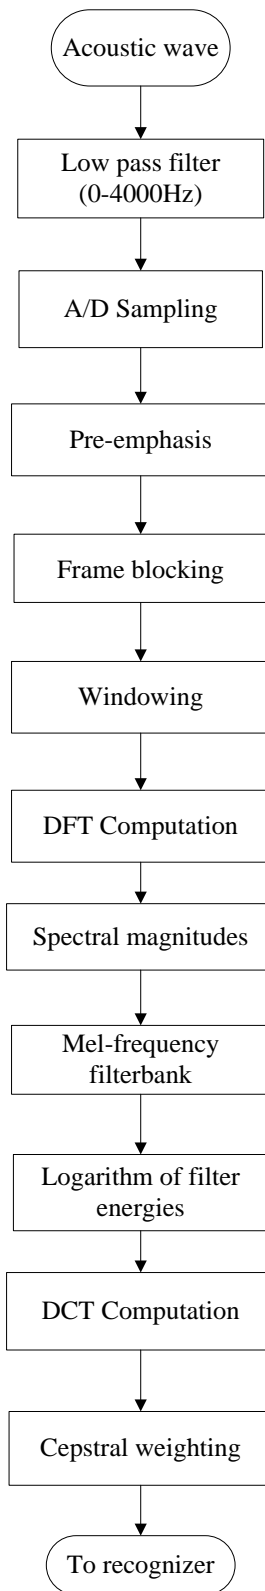 Acoustic wave
Low pass filter
(0-4000Hz)
A/D Sampling
Pre-emphasis
Frame blocking
Windowing
DFT Computation
Spectral magnitudes
Mel-frequency
filterbank
Logarithm of filter
energies
DCT Computation
Cepstral weighting
To recognizer